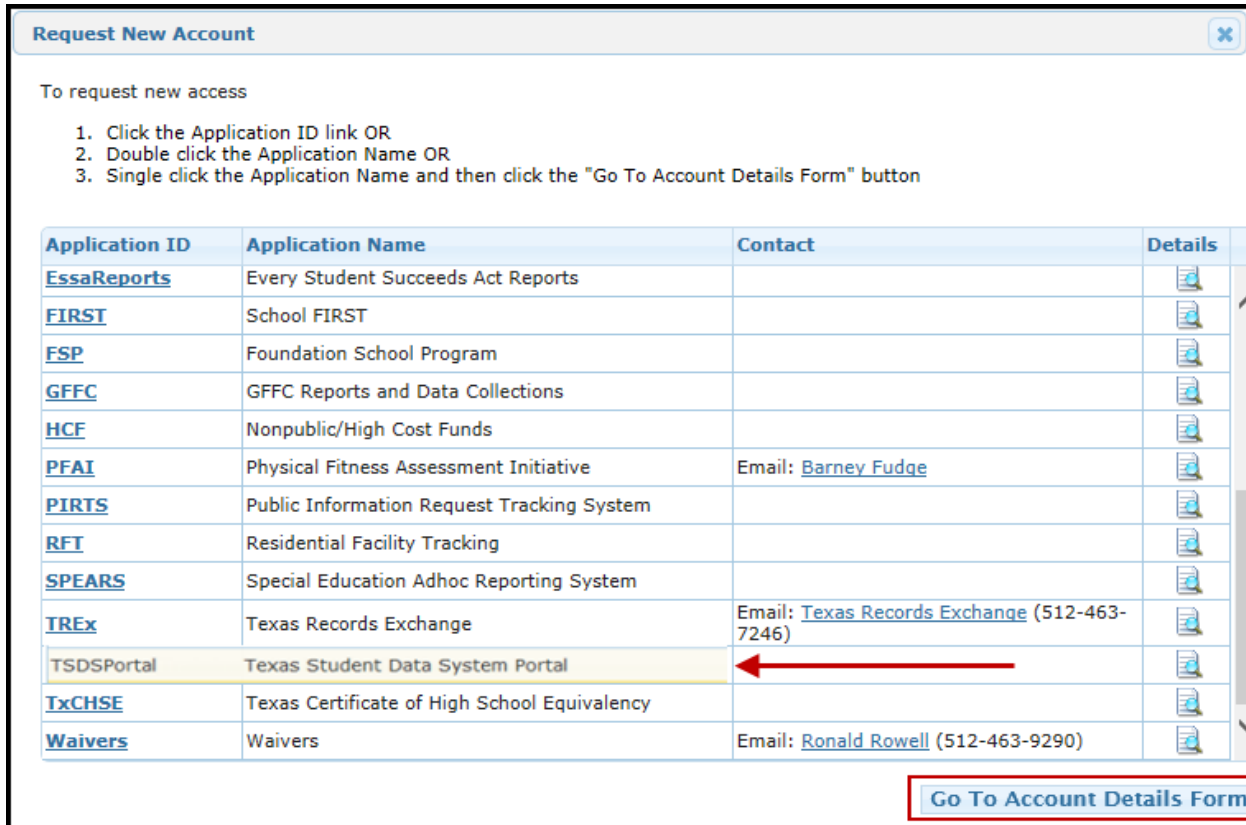 Request New Account
To request new access
1. Click the Application ID link OR
2. Double click the Application Name OR
3. Single click the Application Name and then click the "Go To Account Details Form" button
Application ID Application Name Contact Details
EssaReports Every Student Succeeds Act Reports
FIRST School FIRST
FSP Foundation School Program
GFFC GFFC Reports and Data Collections
HCF Nonpublic/High Cost Funds
PFAI Physical Fitness Assessment Initiative Email: Barney Fudge
PIRTS Public Information Request Tracking System
RFT Residential Facility Tracking
SPEARS Special Education Adhoc Reporting System
TREx Texas Records Exchange Email: Texas Records Exchange (512-463-
7246)
TSDSPortal Texas Student Data System Portal
TxCHSE Texas Certificate of High School Equivalency
Waivers Waivers Email: Ronald Rowell (512-463-9290)
Go To Account Details Form